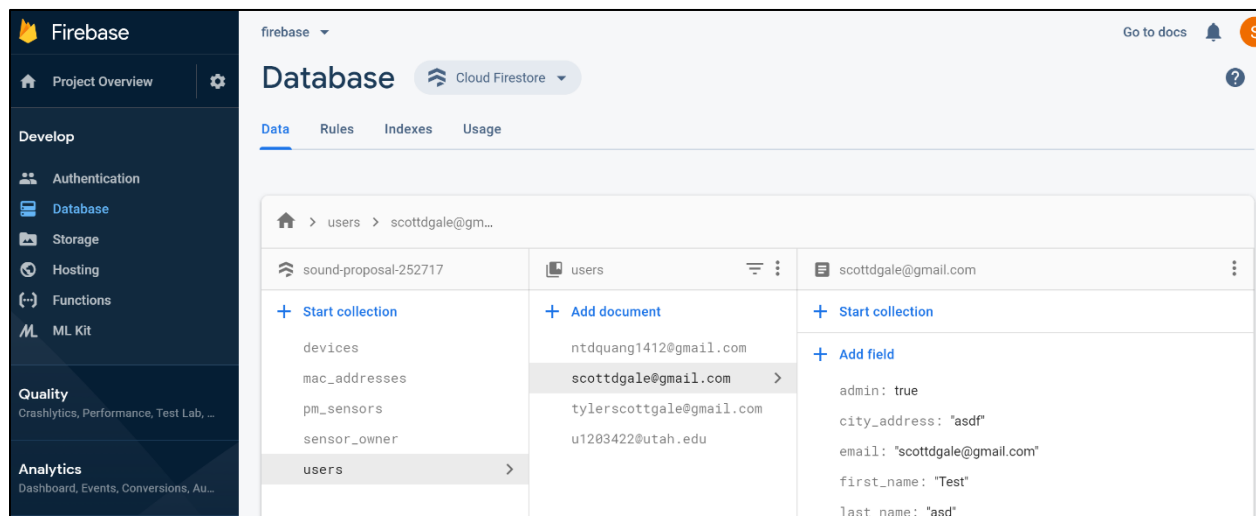 Firebase
Project Overview
Develop
Authentication
Database
Storage
Hosting
Functions
ML Kit
Quality
Crashlytics, Performance, Test Lab, ...
Analytics
Dashboard, Events, Conversions, Au...
firebase
Go to docs
S
Database
Cloud Firestore
Data Rules Indexes Usage
> users > scottdgale@gm...
sound-proposal-252717
+ Start collection
devices
mac_addresses
pm_sensors
sensor_owner
users
users
+ Add document
ntdquang1412@gmail.com
scottdgale@gmail.com
tylerscottgale@gmail.com
u1203422@utah.edu
scottdgale@gmail.com
+ Start collection
+ Add field
admin: true
city_address: "asdf"
email: "scottdgale@gmail.com"
first_name: "Test"
last_name: "asd"